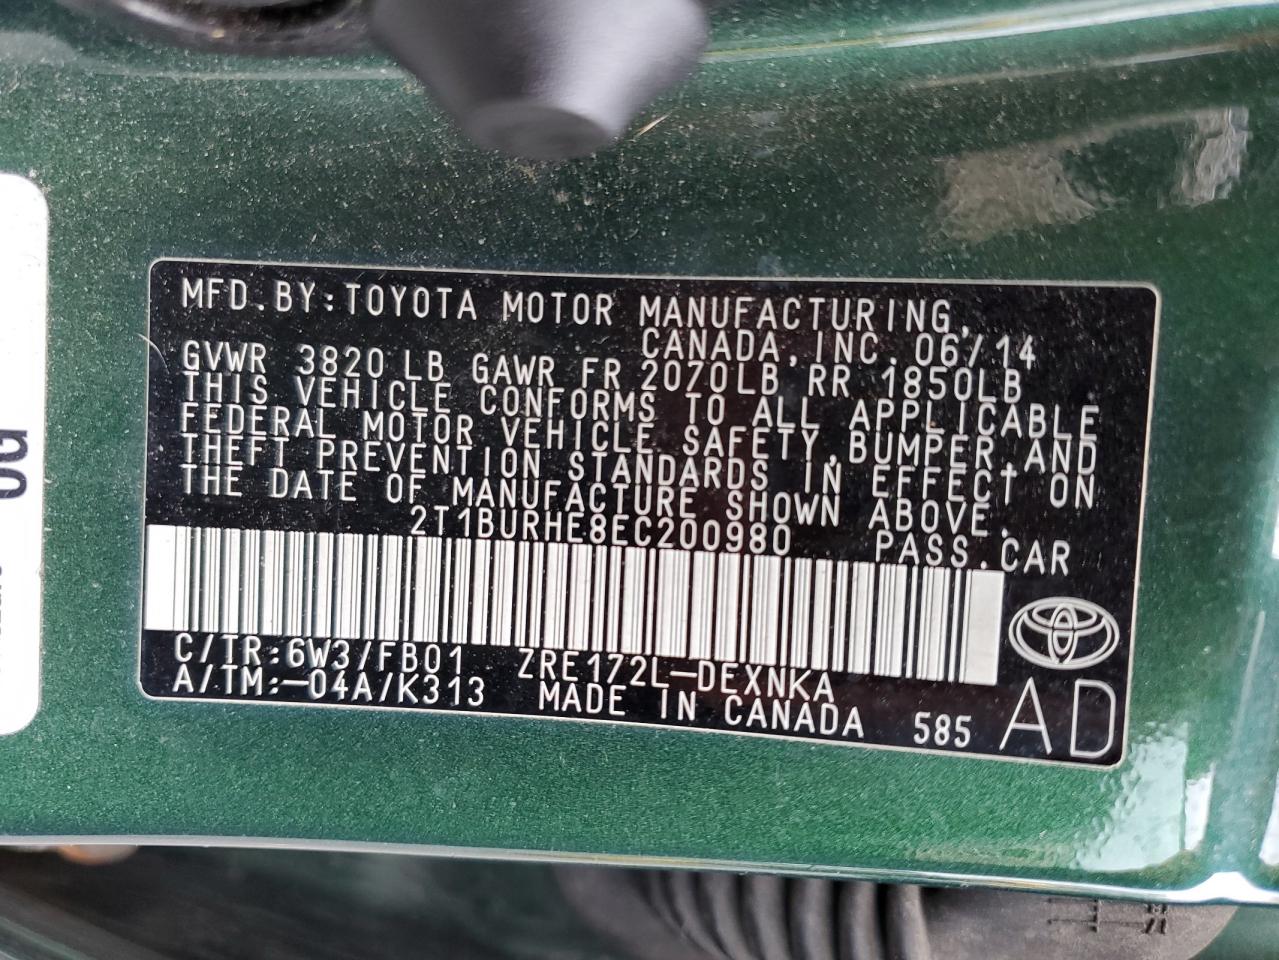 MFD.BY:TOYOTA MOTOR MANUFACTURING,
CANADA,INC. 06/14
GVWR 3820 LB GAWR FR 2070LB RR 1850LB
THIS VEHICLE CONFORMS TO ALL APPLICABLE
FEDERAL MOTOR VEHICLE SAFETY,BUMPER,AND
THEFT PREVENTION STANDARDS IN EFFECT ON
THE DATE OF MANUFACTURE SHOWN ABOVE.
2T1BURHE8EC200980 PASS.CAR
C/TR:6W3/FB01 ZRE172L-DEXNKA
A/TM:-04A/K313 MADE IN CANADA 585 AD